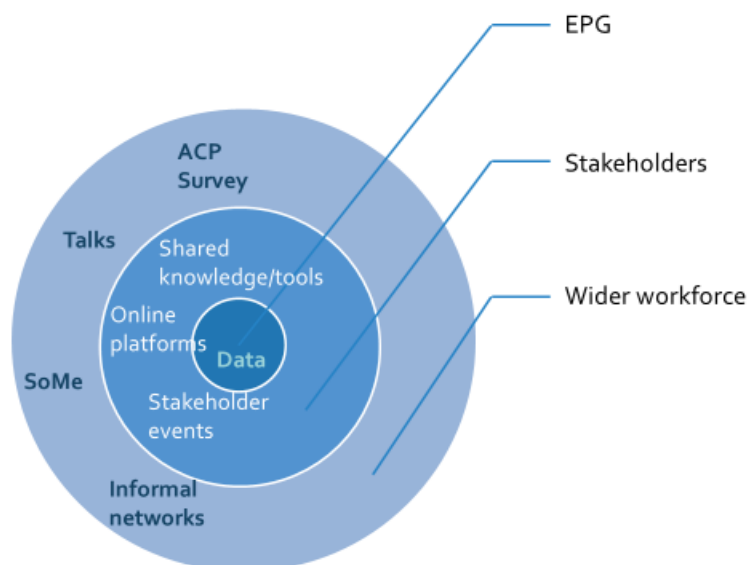 EPG
ACP
Survey
Stakeholders
Talks
Shared
knowledge/tools
Wider workforce
Online
platforms
Data
SoMe
Stakeholder
events
Informal
networks